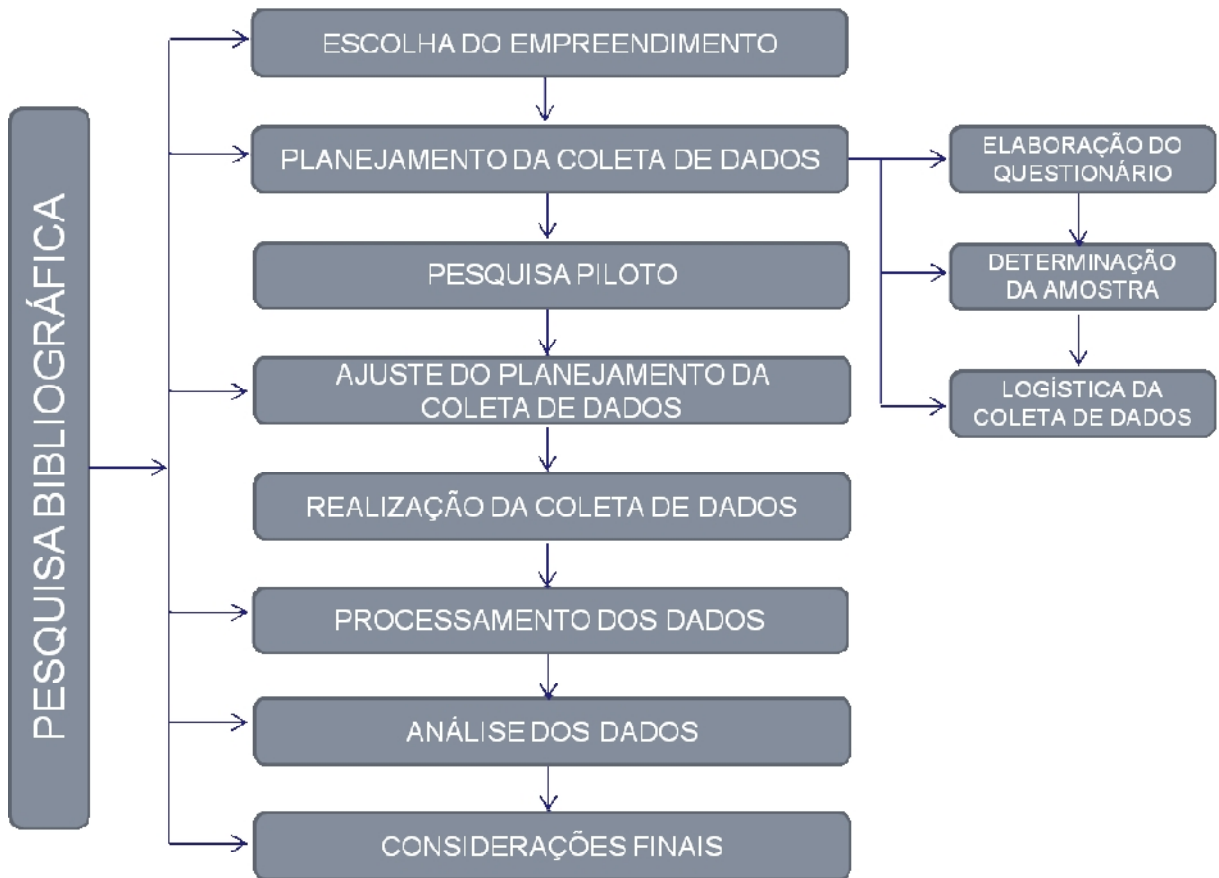 PESQUISA BIBLIOGRÁFICA
ESCOLHA DO EMPREENDIMENTO
PLANEJAMENTO DA COLETA DE DADOS
PESQUISA PILOTO
AJUSTE DO PLANEJAMENTO DA
COLETA DE DADOS
REALIZAÇÃO DA COLETA DE DADOS
PROCESSAMENTO DOS DADOS
ANÁLISE DOS DADOS
CONSIDERAÇÕES FINAIS
ELABORAÇÃO DO
QUESTIONÁRIO
DETERMINAÇÃO
DA AMOSTRA
LOGÍSTICA DA
COLETA DE DADOS